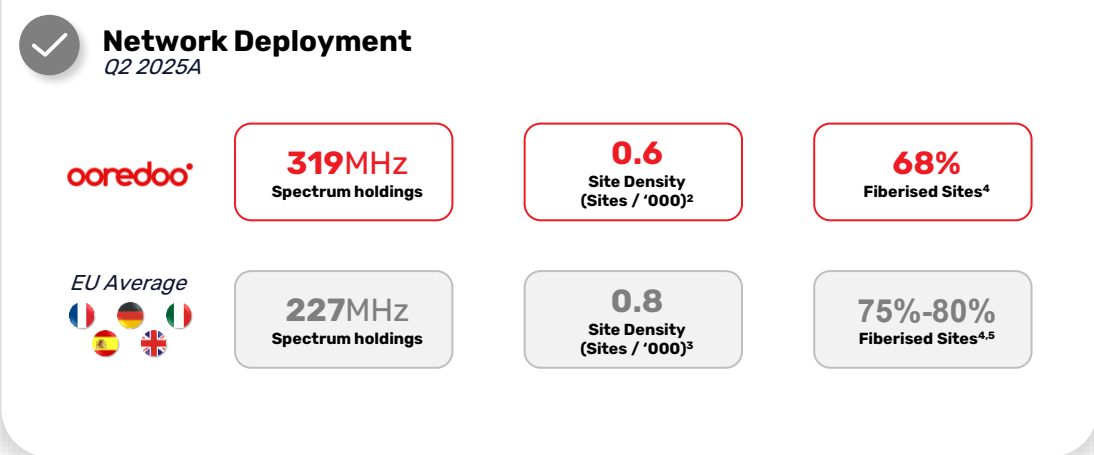 Network Deployment
Q2 2025A
ooredoo
319MHz
Spectrum holdings
0.6
Site Density
(Sites / ‘000)²
68%
Fiberised Sites⁴
EU Average
227MHz
Spectrum holdings
0.8
Site Density
(Sites / ‘000)³
75%-80%
Fiberised Sites⁴,⁵